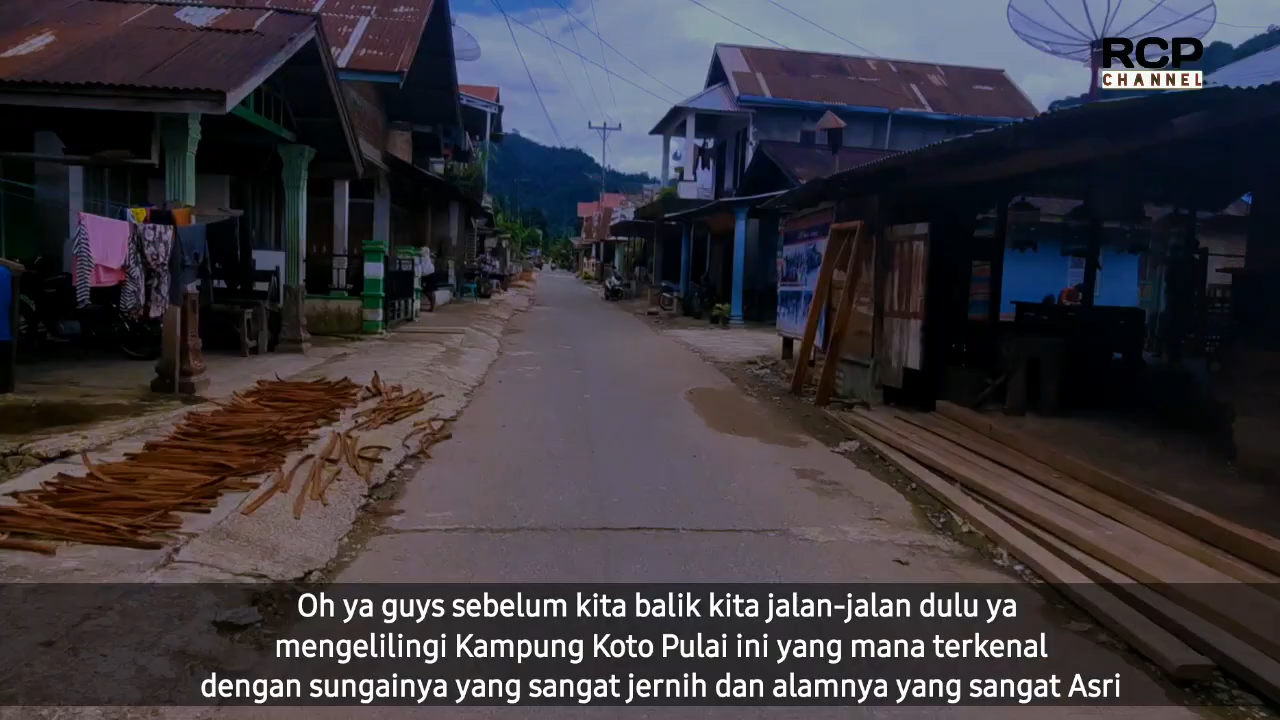 RCP
CHANNEL
Oh ya guys sebelum kita balik kita jalan-jalan dulu ya
mengelilingi Kampung Koto Pulai ini yang mana terkenal
dengan sungainya yang sangat jernih dan alamnya yang sangat Asri